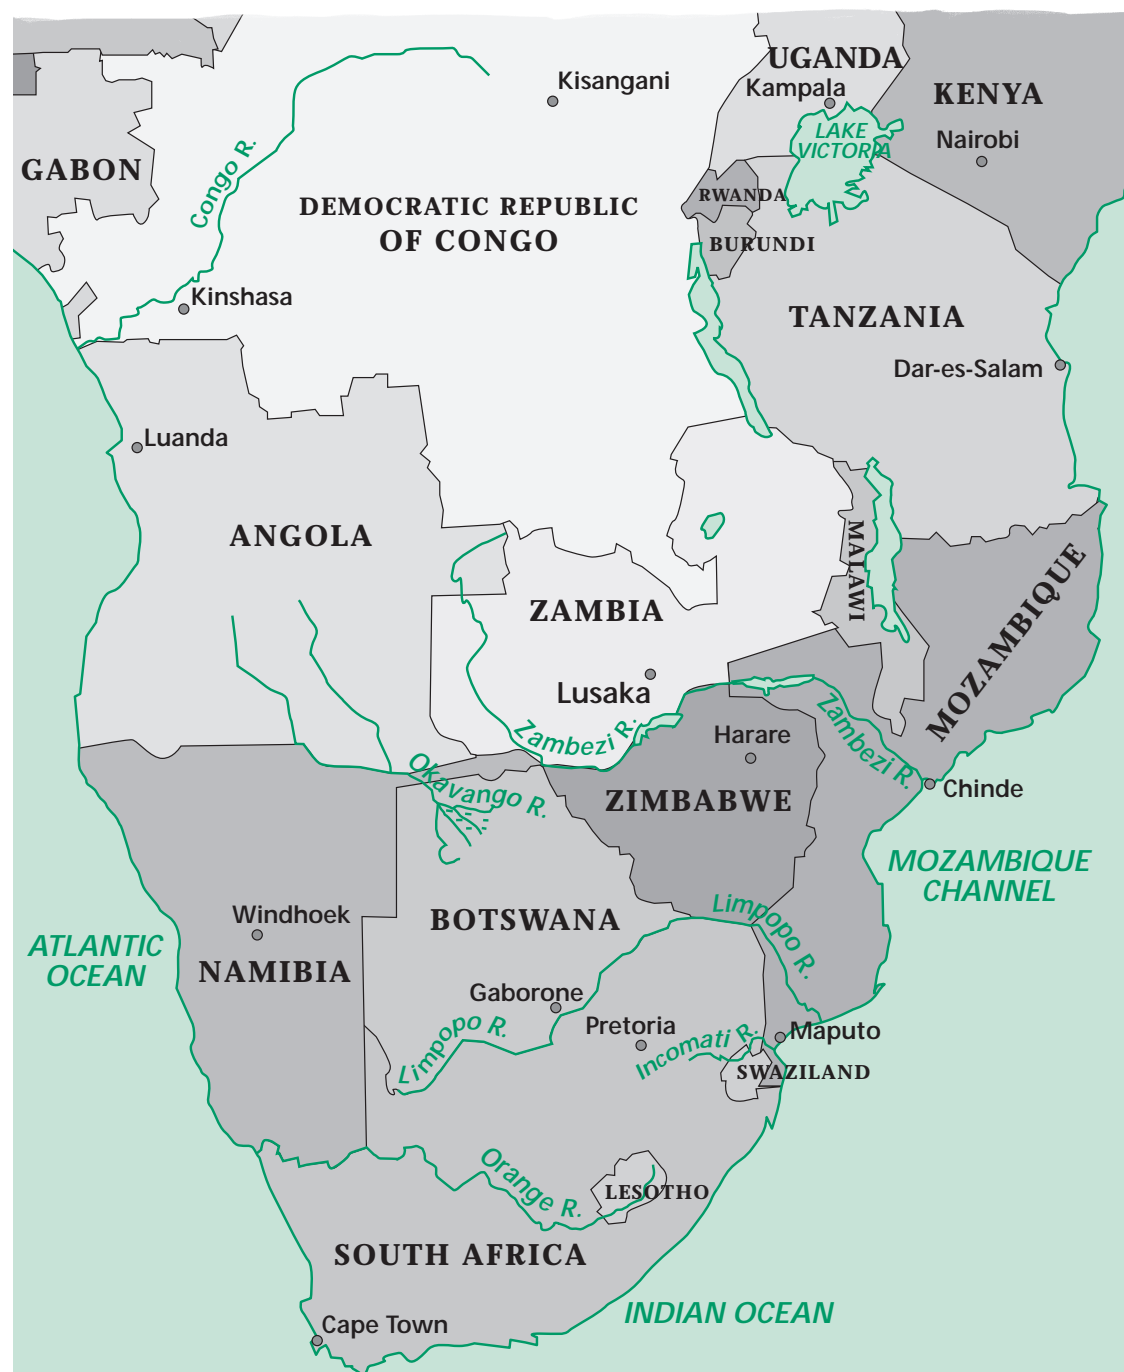 UGANDA
Kisangani
Kampala
KENYA
LAKE
VICTORIA
Nairobi
GABON
Congo R.
RWANDA
DEMOCRATIC REPUBLIC
OF CONGO
BURUNDI
Kinshasa
TANZANIA
Dar-es-Salam
Luanda
ANGOLA
MALAWI
ZAMBIA
MOZAMBIQUE
Lusaka
Zambezi R.
Zambezi R.
Harare
Okavango R.
Chinde
ZIMBABWE
MOZAMBIQUE
CHANNEL
Windhoek
BOTSWANA
Limpopo R.
ATLANTIC
OCEAN
NAMIBIA
Gaborone
Limpopo R.
Pretoria
Incomati R.
Maputo
SWAZILAND
Orange R.
LESOTHO
SOUTH AFRICA
INDIAN OCEAN
Cape Town